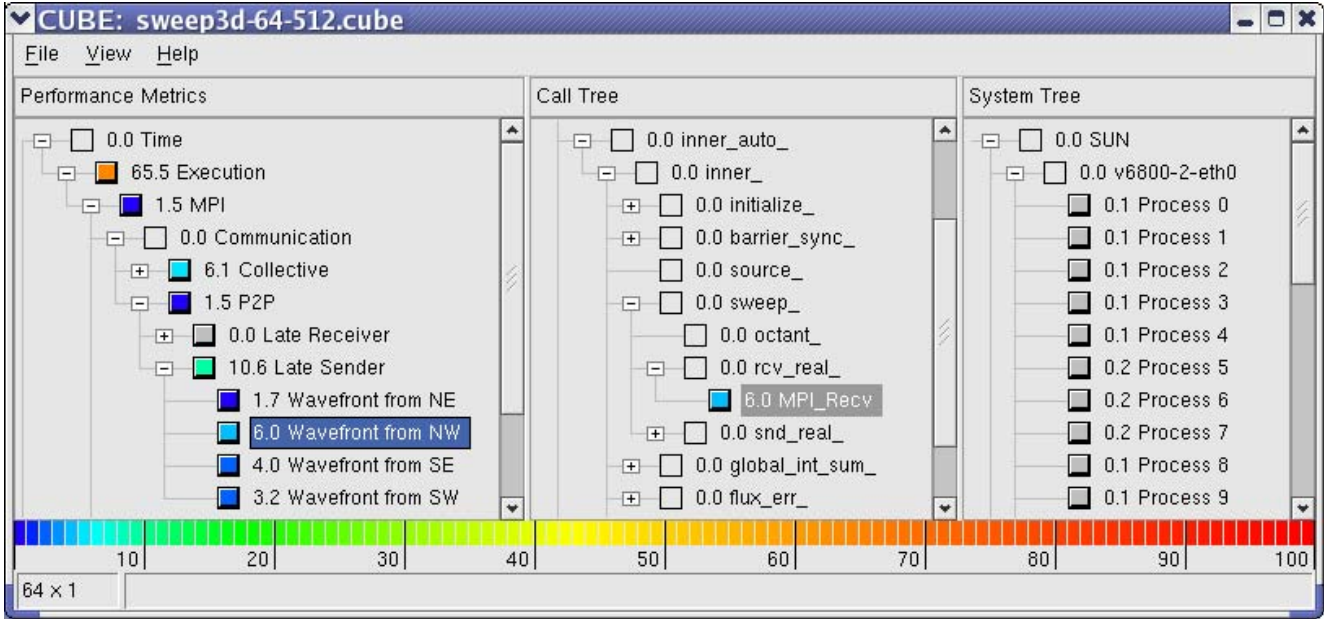 CUBE: sweep3d-64-512.cube
File View Help
Performance Metrics
0.0 Time
65.5 Execution
1.5 MPI
0.0 Communication
6.1 Collective
1.5 P2P
0.0 Late Receiver
10.6 Late Sender
1.7 Wavefront from NE
6.0 Wavefront from NW
4.0 Wavefront from SE
3.2 Wavefront from SW
Call Tree
0.0 inner_auto_
0.0 inner_
0.0 initialize_
0.0 barrier_sync_
0.0 source_
0.0 sweep_
0.0 octant_
0.0 rcv_real_
6.0 MPI_Recv
0.0 snd_real_
0.0 global_int_sum_
0.0 flux_err_
System Tree
0.0 SUN
0.0 v6800-2-eth0
0.1 Process 0
0.1 Process 1
0.1 Process 2
0.1 Process 3
0.1 Process 4
0.2 Process 5
0.2 Process 6
0.2 Process 7
0.1 Process 8
0.1 Process 9
10 20 30 40 50 60 70 80 90 100
64 × 1